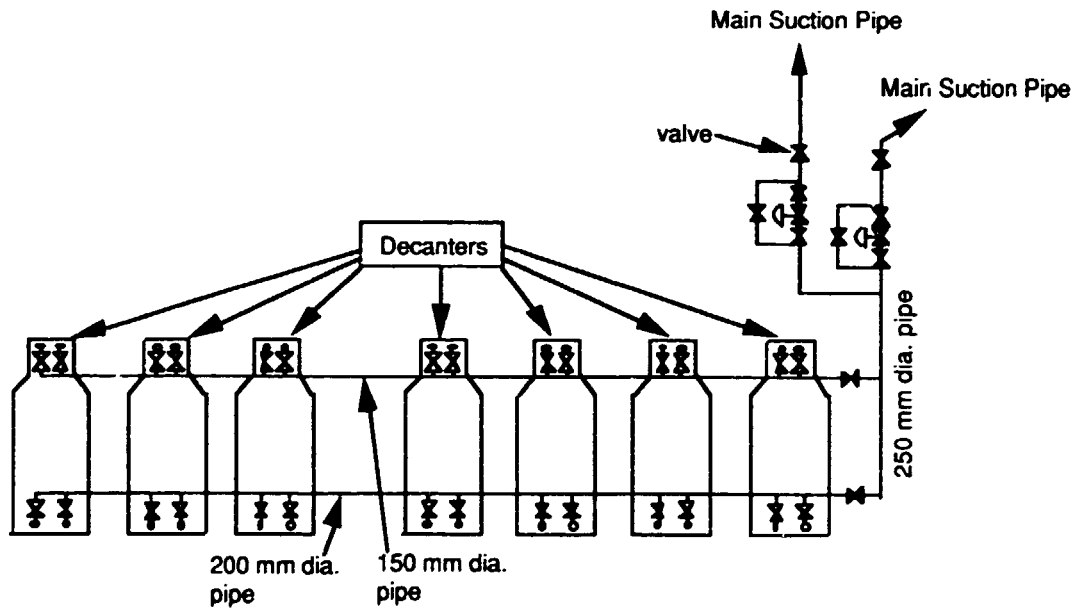 Main Suction Pipe
Main Suction Pipe
valve
Decanters
250 mm dia. pipe
200 mm dia.
pipe
150 mm dia.
pipe